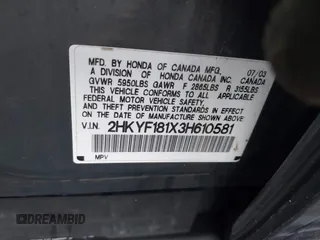 MFD. BY HONDA OF CANADA MFG. 07/03
A DIVISION OF HONDA CANADA INC. CANADA
GVWR 5950LBS GAWR F 2865LBS R 3155LBS
THIS VEHICLE CONFORMS TO ALL APPLICABLE
FEDERAL MOTOR VEHICLE SAFETY AND
THEFT PREVENTION STANDARDS IN EFFECT
ON THE DATE OF MANUFACTURE SHOWN ABOVE.
V.I.N. 2HKYF181X3H610581
MPV
DREAMBID